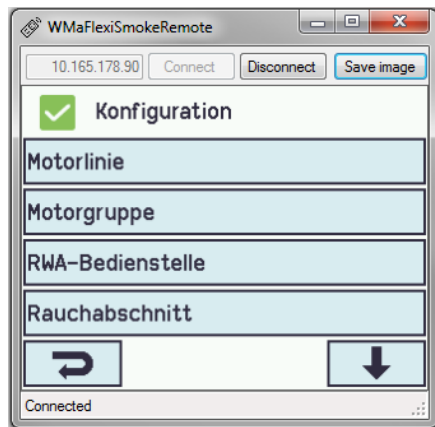 WMaFlexiSmokeRemote
10.165.178.90 Connect Disconnect Save image
Konfiguration
Motorlinie
Motorgruppe
RWA-Bedienstelle
Rauchabschnitt
Connected